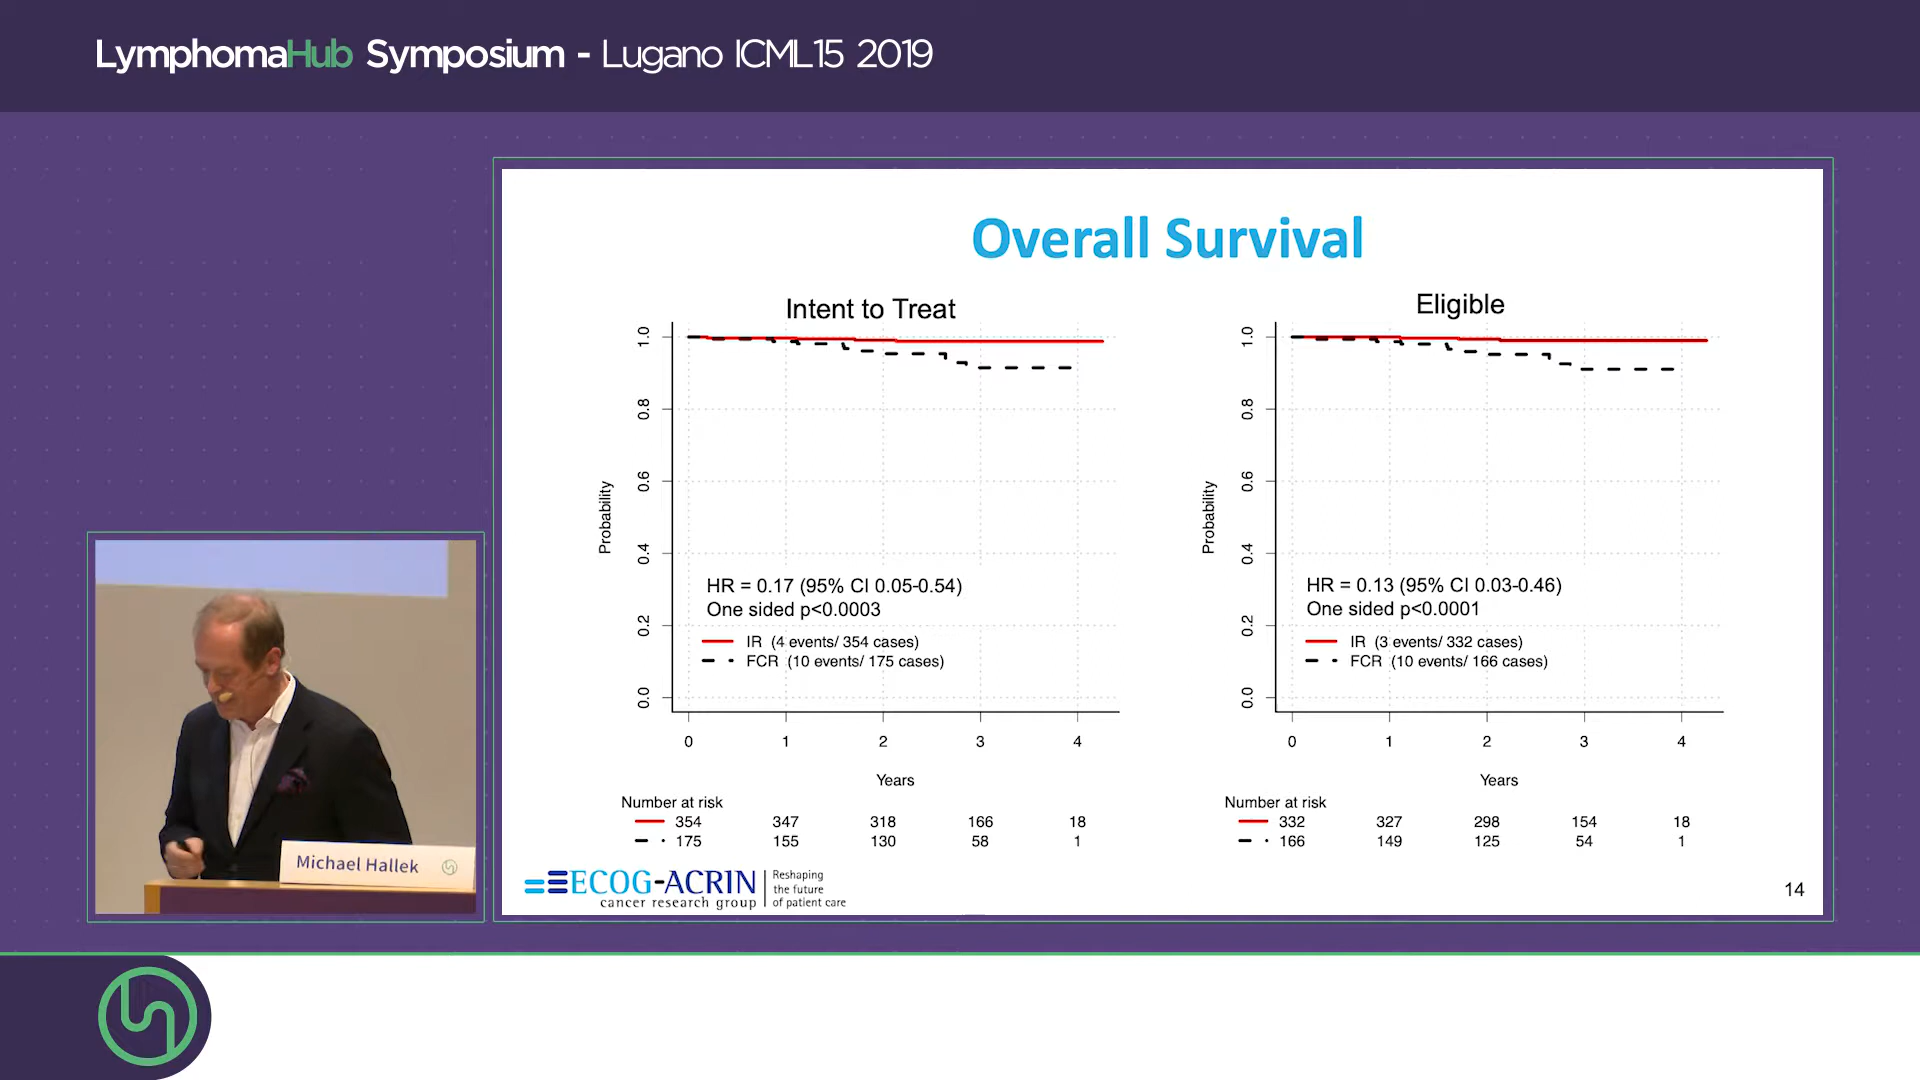 LymphomaHub Symposium - Lugano ICML15 2019
Overall Survival
Intent to Treat
1.0
0.8
0.6
0.4
0.2
0.0
Probability
HR = 0.17 (95% CI 0.05-0.54)
One sided p<0.0003
IR (4 events/ 354 cases)
FCR (10 events/ 175 cases)
0 1 2 3 4
Years
Number at risk
354 347 318 166 18
175 155 130 58 1
Eligible
1.0
0.8
0.6
0.4
0.2
0.0
Probability
HR = 0.13 (95% CI 0.03-0.46)
One sided p<0.0001
IR (3 events/ 332 cases)
FCR (10 events/ 166 cases)
0 1 2 3 4
Years
Number at risk
332 327 298 154 18
166 149 125 54 1
ECOG-ACRIN
cancer research group
Reshaping
the future
of patient care
14
Michael Hallek